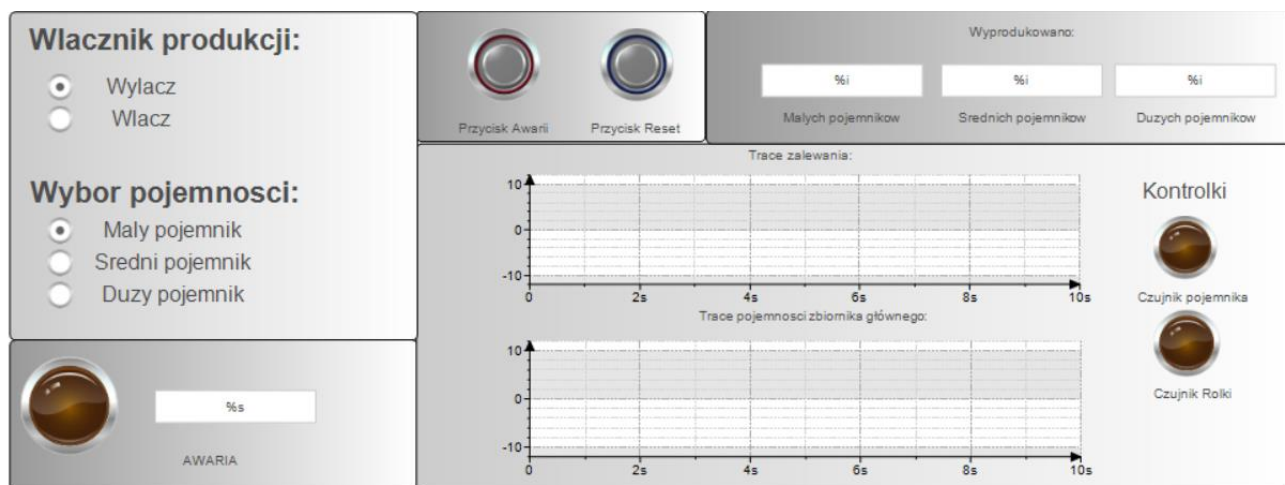 Wlacznik produkcji:
Wylacz
Wlacz
Wybor pojemnosci:
Maly pojemnik
Sredni pojemnik
Duzy pojemnik
%s
AWARIA
Przycisk Awarii
Przycisk Reset
Wyprodukowano:
%i
%i
%i
Malych pojemnikow
Srednich pojemnikow
Duzych pojemnikow
Trace zalewania:
10
0
-10
0
2s
4s
6s
8s
10s
Trace pojemnosci zbiornika głównego:
10
0
-10
0
2s
4s
6s
8s
10s
Kontrolki
Czujnik pojemnika
Czujnik Rolki